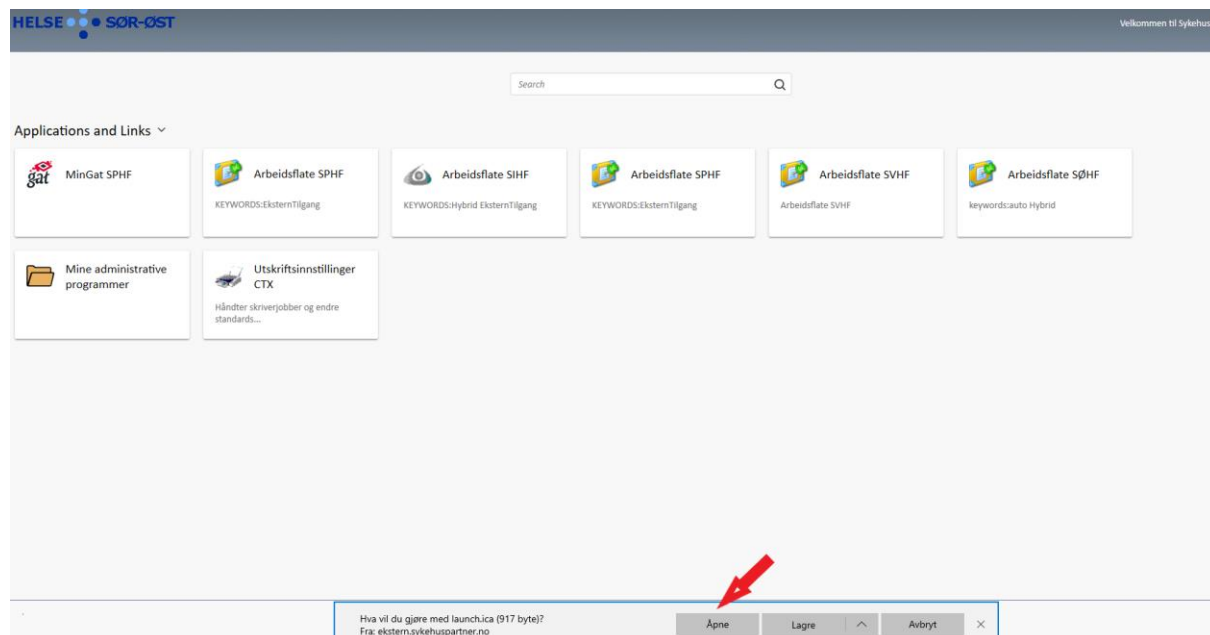 HELSE SØR-ØST
Velkommen til Sykehus
Search
Applications and Links
gat
MinGat SPHF
Arbeidsflate SPHF
KEYWORDS:EksternTilgang
Arbeidsflate SIHF
KEYWORDS:Hybrid EksternTilgang
Arbeidsflate SPHF
KEYWORDS:EksternTilgang
Arbeidsflate SVHF
Arbeidsflate SVHF
Arbeidsflate SØHF
keywords:auto Hybrid
Mine administrative
programmer
Utskriftsinnstillinger
CTX
Håndter skriverjobber og endre
standards...
Hva vil du gjøre med launch.ica (917 byte)?
Fra: ekstern.sykehuspartner.no
Åpne
Lagre
Avbryt